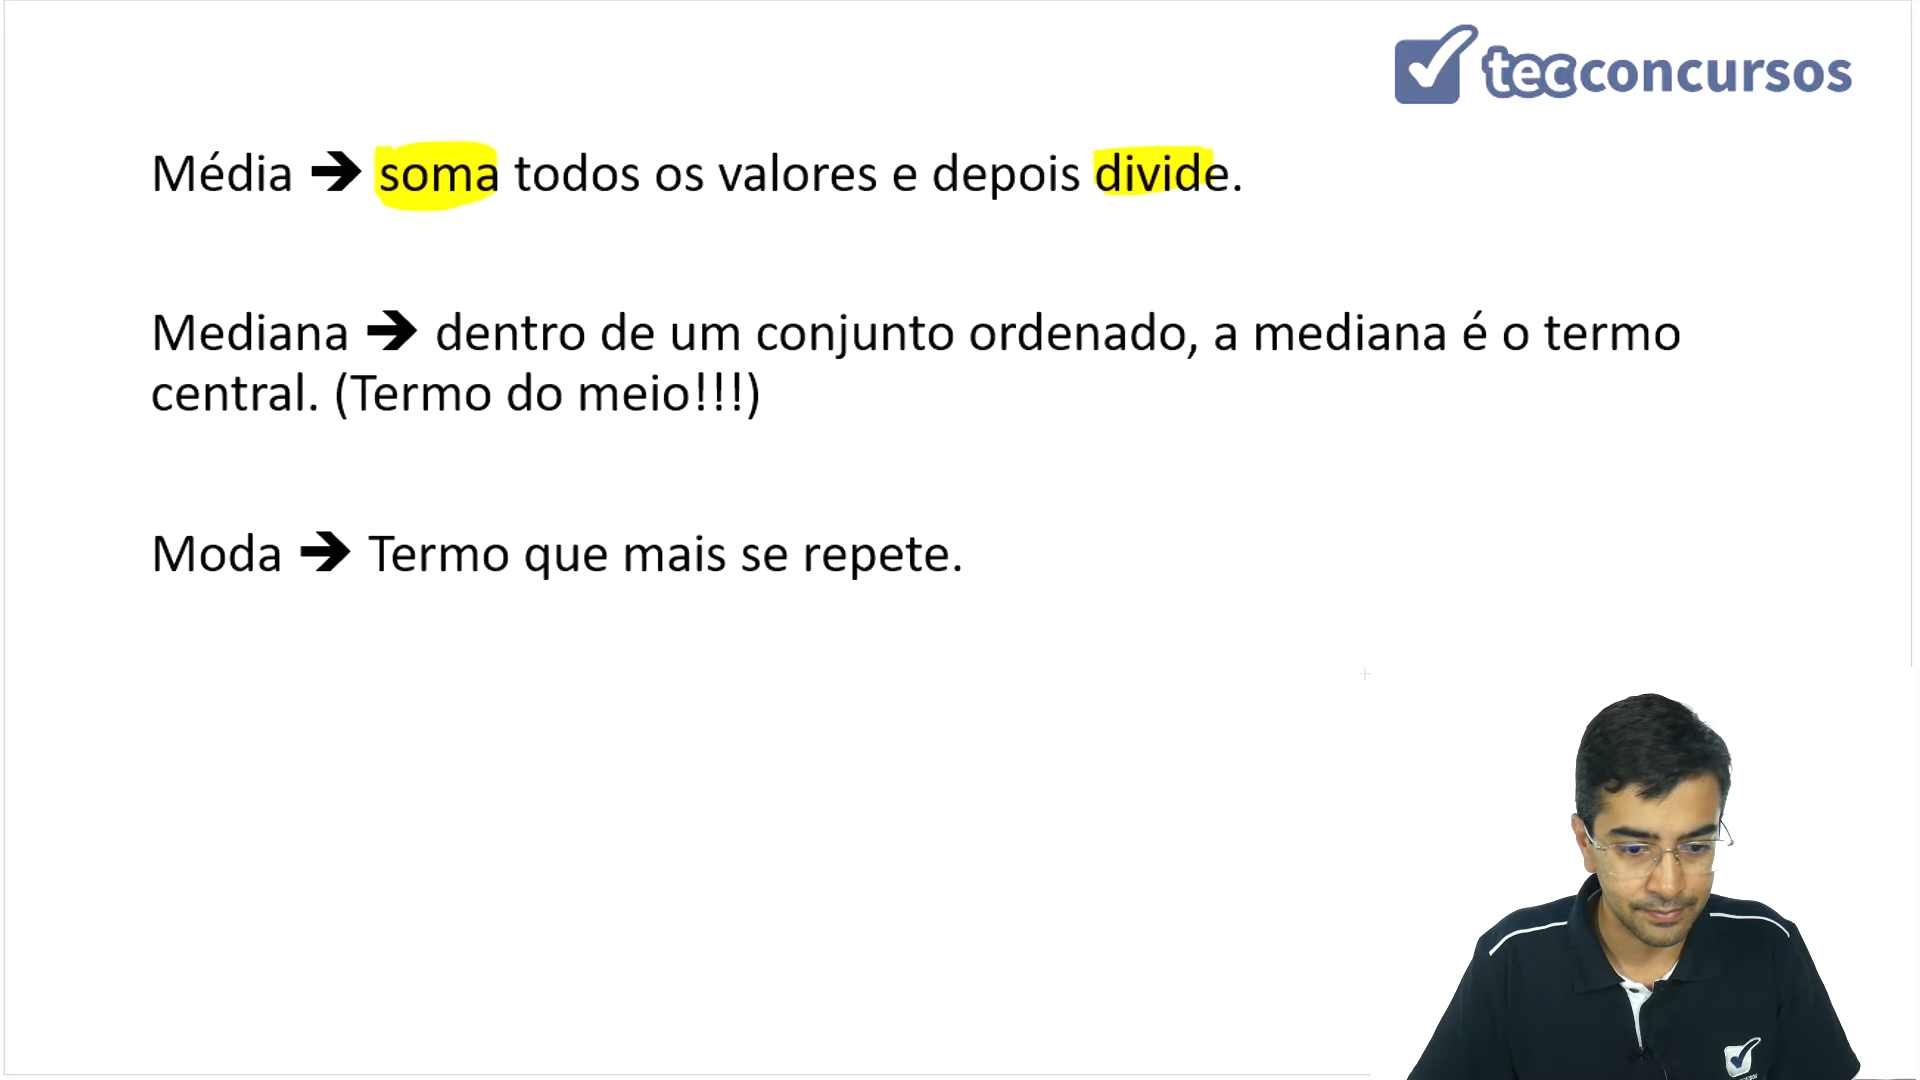 tecconcursos
Média ➔ soma todos os valores e depois divide.
Mediana ➔ dentro de um conjunto ordenado, a mediana é o termo
central. (Termo do meio!!!)
Moda ➔ Termo que mais se repete.